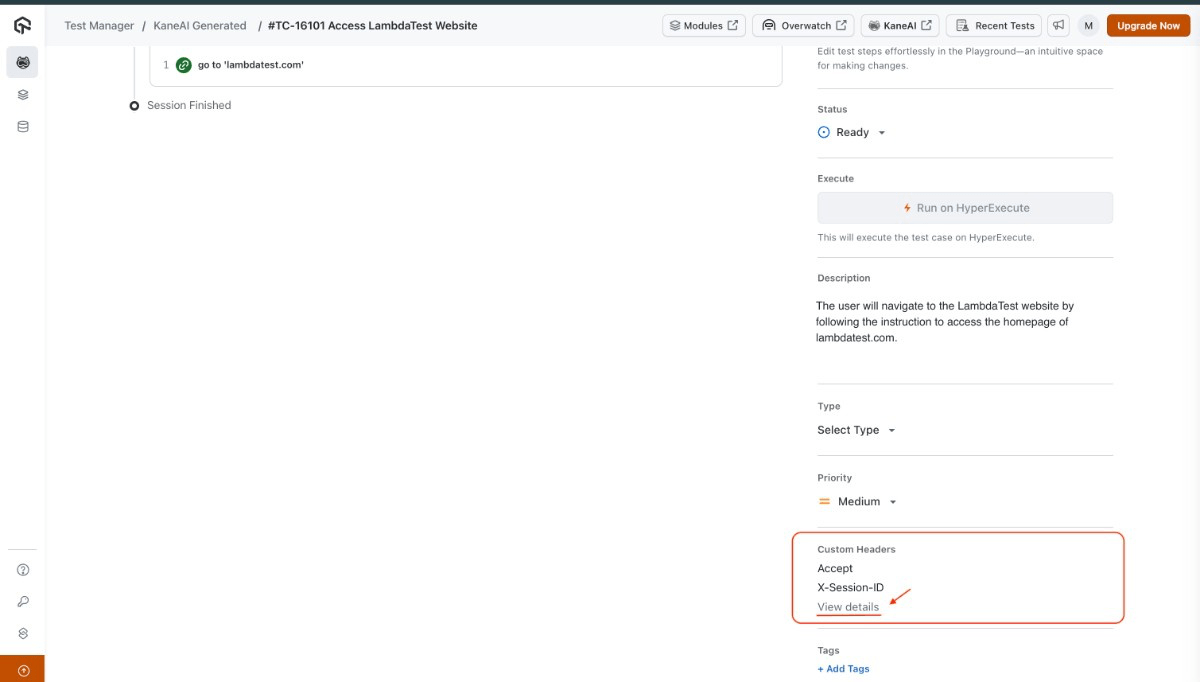 Test Manager / KaneAI Generated / #TC-16101 Access LambdaTest Website
Modules
Overwatch
KaneAI
Recent Tests
M
Upgrade Now
1 go to 'lambdatest.com'
Session Finished
Edit test steps effortlessly in the Playground—an intuitive space
for making changes.
Status
Ready
Execute
Run on HyperExecute
This will execute the test case on HyperExecute.
Description
The user will navigate to the LambdaTest website by
following the instruction to access the homepage of
lambdatest.com.
Type
Select Type
Priority
Medium
Custom Headers
Accept
X-Session-ID
View details
Tags
+ Add Tags